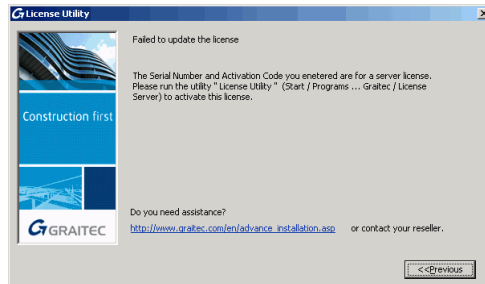 License Utility
Failed to update the license
The Serial Number and Activation Code you enetered are for a server license.
Please run the utility " License Utility " (Start / Programs ... Graitec / License
Server) to activate this license.
Construction first
GRAITEC
Do you need assistance?
http://www.graitec.com/en/advance_installation.asp or contact your reseller.
<<Previous